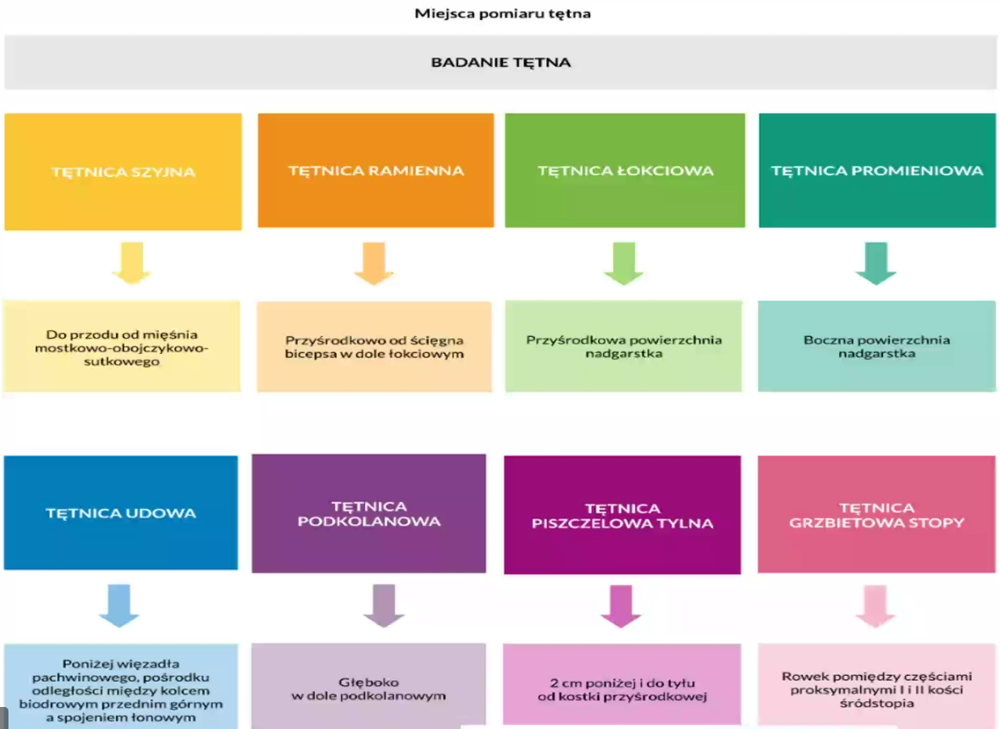 Miejsca pomiaru tętna
BADANIE TĘTNA
TĘTNICA SZYJNA
TĘTNICA RAMIENNA
TĘTNICA ŁOKCIOWA
TĘTNICA PROMIENIOWA
Do przodu od mięśnia
mostkowo-obojczykowo-
sutkowego
Przyśrodkowo od ścięgna
bicepsa w dole łokciowym
Przyśrodkowa powierzchnia
nadgarstka
Boczna powierzchnia
nadgarstka
TĘTNICA UDOWA
TĘTNICA
PODKOLANOWA
TĘTNICA
PISZCZELOWA TYLNA
TĘTNICA
GRZBIETOWA STOPY
Poniżej więzadła
pachwinowego, pośrodku
odległości między kolcem
biodrowym przednim górnym
a spojeniem łonowym
Głęboko
w dole podkolanowym
2 cm poniżej i do tyłu
od kostki przyśrodkowej
Rowek pomiędzy częściami
proksymalnymi I i II kości
śródstopia